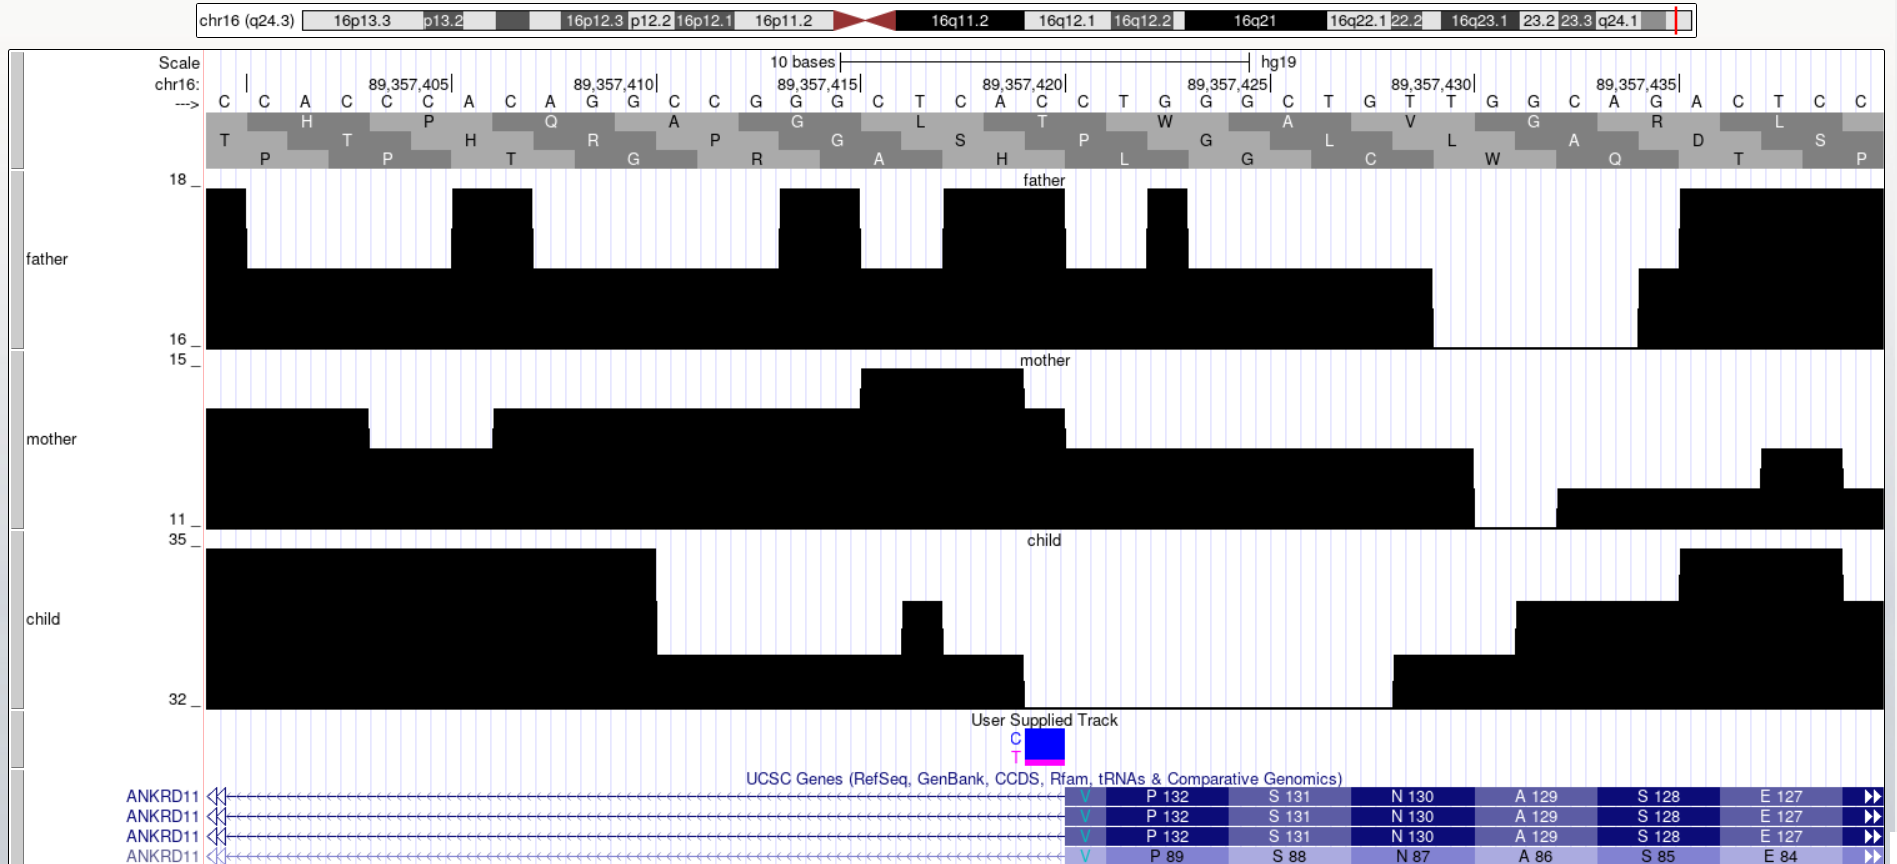 chr16 (q24.3) 16p13.3 p13.2 16p12.3 p12.2 16p12.1 16p11.2 16q11.2 16q12.1 16q12.2 16q21 16q22.1 22.2 16q23.1 23.2 23.3 q24.1
Scale 10 bases hg19
chr16: 89,357,405 89,357,410 89,357,415 89,357,420 89,357,425 89,357,430 89,357,435
---> C C A C C C A C A G G C C G G G C T C A C C T G G G C T G T T G G C A G A C T C C
H P Q A G L T W A V G R L
T T H R P G S P G L L A D S
P P T G R A H L G C W Q T P
18 father
father
16
15 mother
mother
11
35 child
child
32
User Supplied Track
C
T
UCSC Genes (RefSeq, GenBank, CCDS, Rfam, tRNAs & Comparative Genomics)
ANKRD11 V P 132 S 131 N 130 A 129 S 128 E 127
ANKRD11 V P 132 S 131 N 130 A 129 S 128 E 127
ANKRD11 V P 132 S 131 N 130 A 129 S 128 E 127
ANKRD11 V P 89 S 88 N 87 A 86 S 85 E 84